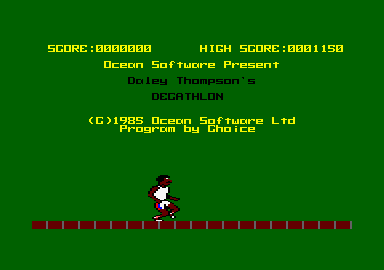 SCORE:0000000 HIGH SCORE:0001150
Ocean Software Present
Daley Thompson's
DECATHLON
(C)1985 Ocean Software Ltd
Program by Choice